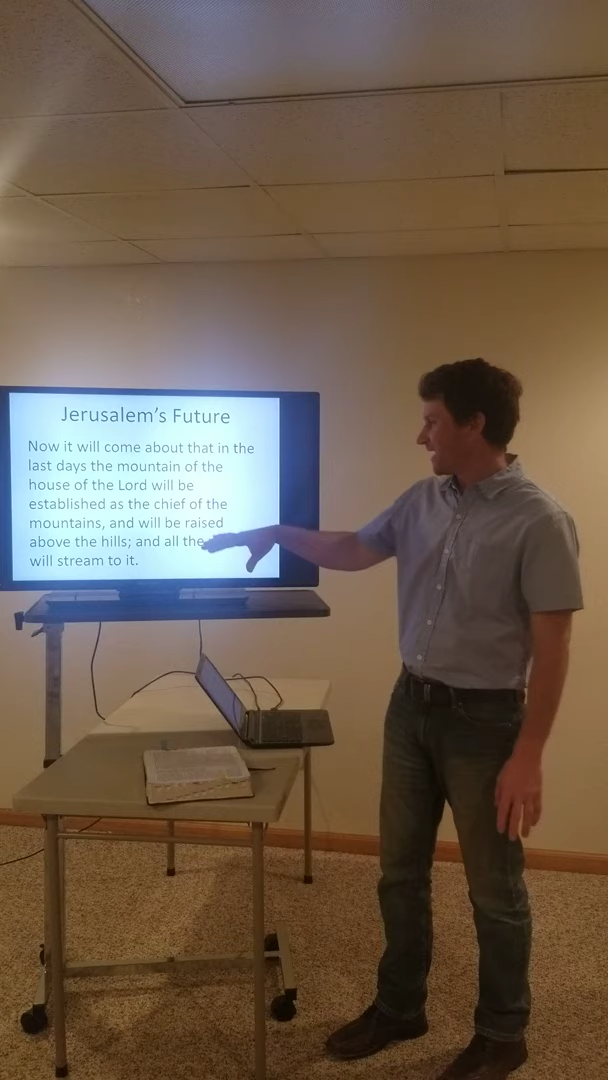 Jerusalem's Future
Now it will come about that in the
last days the mountain of the
house of the Lord will be
established as the chief of the
mountains, and will be raised
above the hills; and all the
will stream to it.